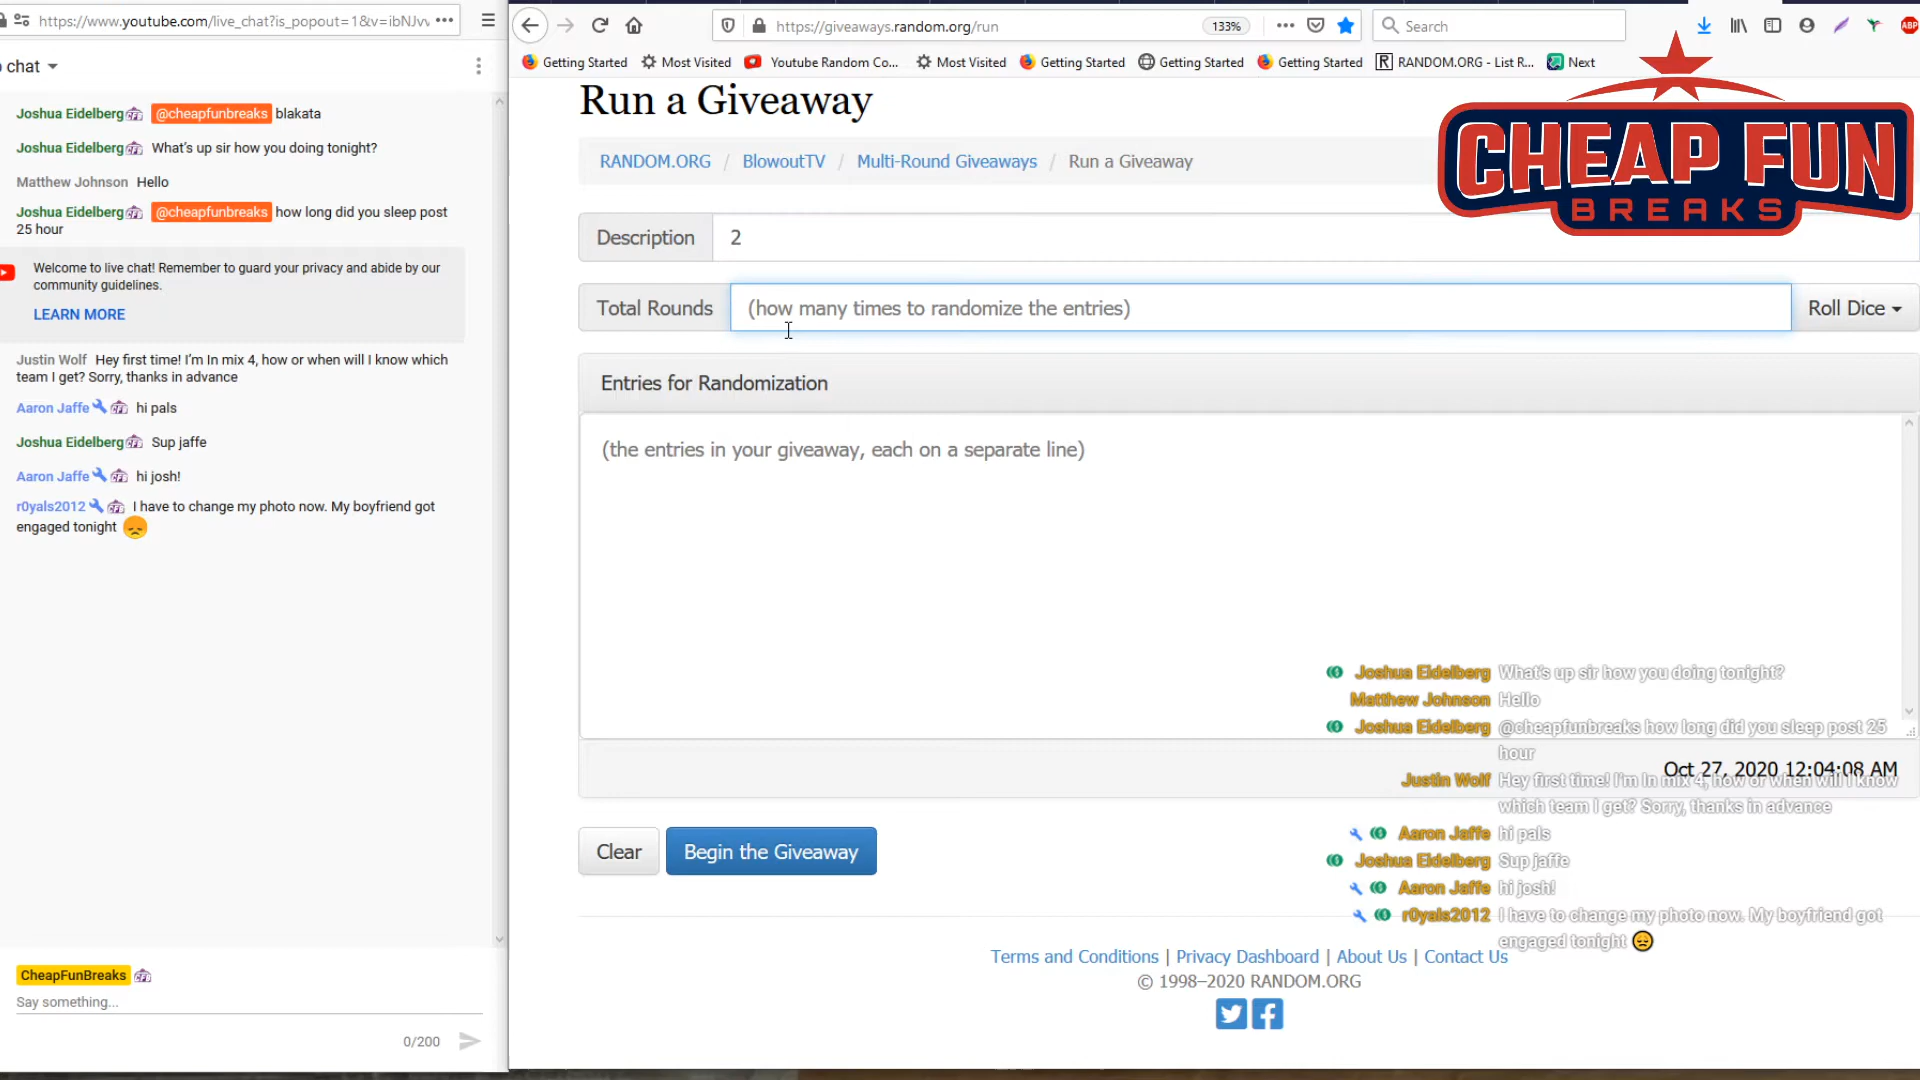 https://www.youtube.com/live_chat?is_popout=1&v=ibNJv
chat
Joshua Eidelberg @cheapfunbreaks blakata
Joshua Eidelberg What's up sir how you doing tonight?
Matthew Johnson Hello
Joshua Eidelberg @cheapfunbreaks how long did you sleep post
25 hour
Welcome to live chat! Remember to guard your privacy and abide by our
community guidelines.
LEARN MORE
Justin Wolf Hey first time! I'm In mix 4, how or when will I know which
team I get? Sorry, thanks in advance
Aaron Jaffe hi pals
Joshua Eidelberg Sup jaffe
Aaron Jaffe hi josh!
r0yals2012 I have to change my photo now. My boyfriend got
engaged tonight
CheapFunBreaks
Say something...
0/200
https://giveaways.random.org/run
133%
Search
Getting Started Most Visited Youtube Random Co... Most Visited Getting Started Getting Started Getting Started RANDOM.ORG - List R... Next
ABP
CHEAP FUN
BREAKS
Run a Giveaway
RANDOM.ORG / BlowoutTV / Multi-Round Giveaways / Run a Giveaway
Description 2
Total Rounds (how many times to randomize the entries) Roll Dice
Entries for Randomization
(the entries in your giveaway, each on a separate line)
Joshua Eidelberg What's up sir how you doing tonight?
Matthew Johnson Hello
Joshua Eidelberg @cheapfunbreaks how long did you sleep post 25
hour
Oct 27, 2020 12:04:08 AM
Justin Wolf Hey first time! I'm In mix 4, how or when will I know
which team I get? Sorry, thanks in advance
Aaron Jaffe hi pals
Joshua Eidelberg Sup jaffe
Aaron Jaffe hi josh!
r0yals2012 I have to change my photo now. My boyfriend got
engaged tonight
Clear Begin the Giveaway
Terms and Conditions | Privacy Dashboard | About Us | Contact Us
© 1998–2020 RANDOM.ORG